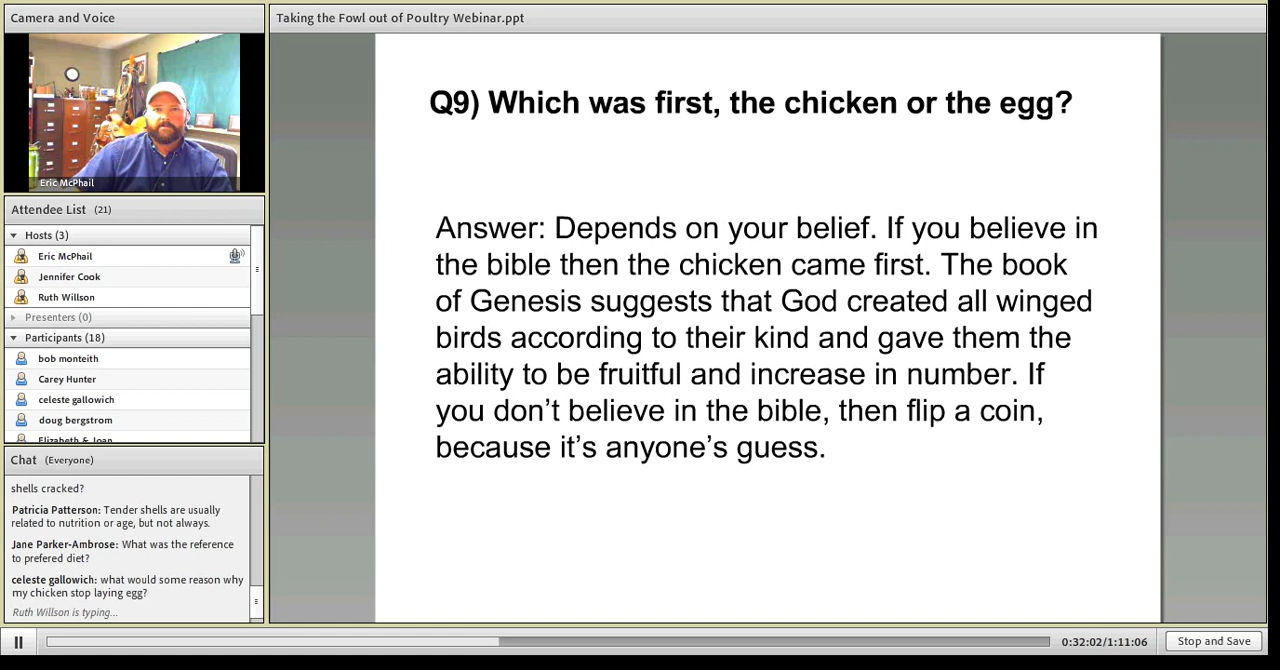 Camera and Voice
Eric McPhail
Attendee List (21)
Hosts (3)
Eric McPhail
Jennifer Cook
Ruth Willson
Presenters (0)
Participants (18)
bob monteith
Carey Hunter
celeste gallowich
doug bergstrom
Elizabeth & Joan
Chat (Everyone)
shells cracked?
Patricia Patterson: Tender shells are usually
related to nutrition or age, but not always.
Jane Parker-Ambrose: What was the reference
to prefered diet?
celeste gallowich: what would some reason why
my chicken stop laying egg?
Ruth Willson is typing...
Taking the Fowl out of Poultry Webinar.ppt
Q9) Which was first, the chicken or the egg?
Answer: Depends on your belief. If you believe in
the bible then the chicken came first. The book
of Genesis suggests that God created all winged
birds according to their kind and gave them the
ability to be fruitful and increase in number. If
you don’t believe in the bible, then flip a coin,
because it’s anyone’s guess.
0:32:02/1:11:06
Stop and Save